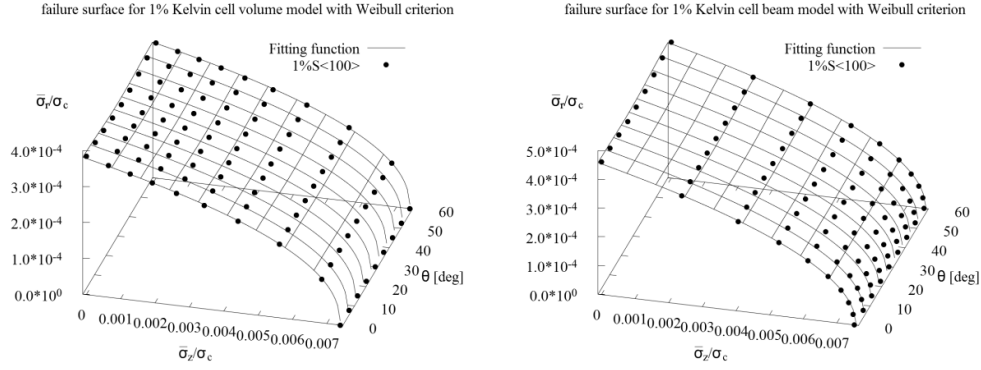 failure surface for 1% Kelvin cell volume model with Weibull criterion
Fitting function
1%S<100>
σ̅r/σc
4.0*10⁻⁴
3.0*10⁻⁴
2.0*10⁻⁴
1.0*10⁻⁴
0.0*10⁰
0 0.001 0.002 0.003 0.004 0.005 0.006 0.007
σ̅z/σc
60
50
40
30
20
10
0
θ [deg]
failure surface for 1% Kelvin cell beam model with Weibull criterion
Fitting function
1%S<100>
σ̅r/σc
5.0*10⁻⁴
4.0*10⁻⁴
3.0*10⁻⁴
2.0*10⁻⁴
1.0*10⁻⁴
0.0*10⁰
0 0.001 0.002 0.003 0.004 0.005 0.006 0.007
σ̅z/σc
60
50
40
30
20
10
0
θ [deg]